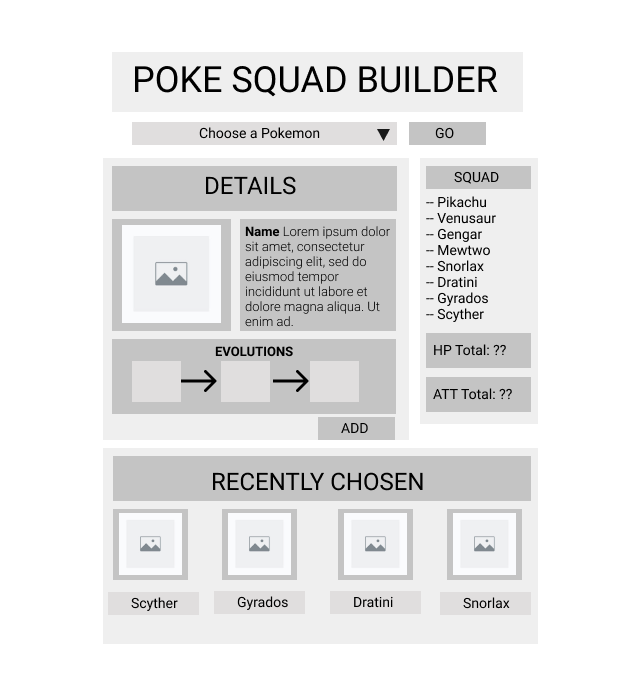 POKE SQUAD BUILDER
Choose a Pokemon
GO
DETAILS
Name Lorem ipsum dolor
sit amet, consectetur
adipiscing elit, sed do
eiusmod tempor
incididunt ut labore et
dolore magna aliqua. Ut
enim ad.
EVOLUTIONS
ADD
SQUAD
-- Pikachu
-- Venusaur
-- Gengar
-- Mewtwo
-- Snorlax
-- Dratini
-- Gyrados
-- Scyther
HP Total: ??
ATT Total: ??
RECENTLY CHOSEN
Scyther
Gyrados
Dratini
Snorlax